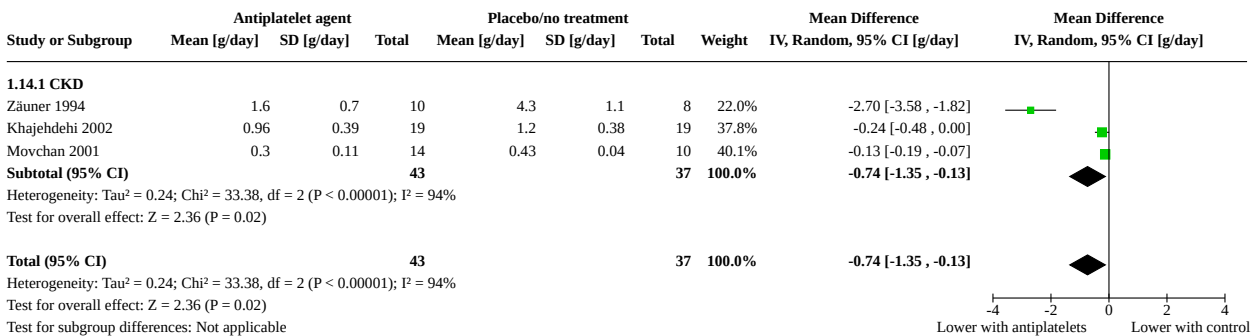 Antiplatelet agent Placebo/no treatment Mean Difference Mean Difference
Study or Subgroup Mean [g/day] SD [g/day] Total Mean [g/day] SD [g/day] Total Weight IV, Random, 95% CI [g/day] IV, Random, 95% CI [g/day]
1.14.1 CKD
Zäuner 1994 1.6 0.7 10 4.3 1.1 8 22.0% -2.70 [-3.58 , -1.82]
Khajehdehi 2002 0.96 0.39 19 1.2 0.38 19 37.8% -0.24 [-0.48 , 0.00]
Movchan 2001 0.3 0.11 14 0.43 0.04 10 40.1% -0.13 [-0.19 , -0.07]
Subtotal (95% CI) 43 37 100.0% -0.74 [-1.35 , -0.13]
Heterogeneity: Tau² = 0.24; Chi² = 33.38, df = 2 (P < 0.00001); I² = 94%
Test for overall effect: Z = 2.36 (P = 0.02)
Total (95% CI) 43 37 100.0% -0.74 [-1.35 , -0.13]
Heterogeneity: Tau² = 0.24; Chi² = 33.38, df = 2 (P < 0.00001); I² = 94%
Test for overall effect: Z = 2.36 (P = 0.02) -4 -2 0 2 4
Test for subgroup differences: Not applicable Lower with antiplatelets Lower with control